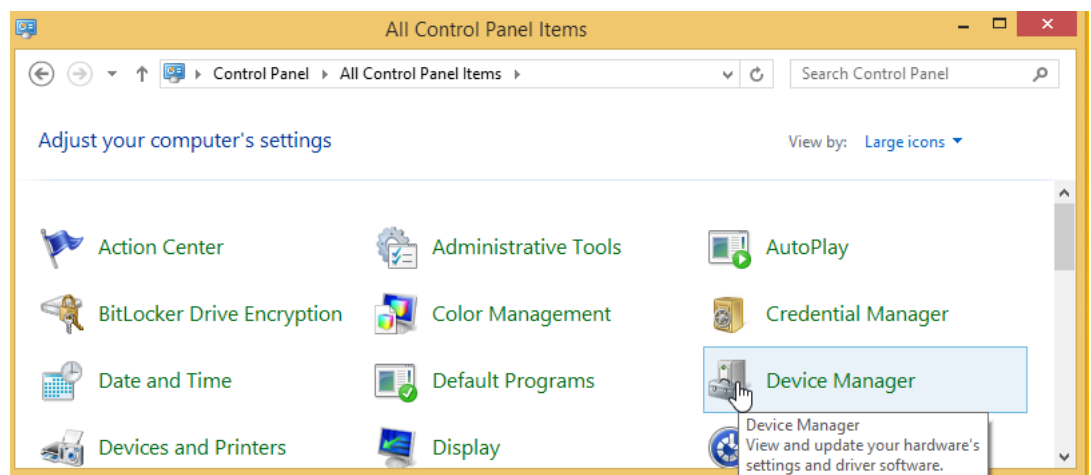 All Control Panel Items
Control Panel All Control Panel Items
Search Control Panel
Adjust your computer's settings
View by: Large icons
Action Center
Administrative Tools
AutoPlay
BitLocker Drive Encryption
Color Management
Credential Manager
Date and Time
Default Programs
Device Manager
Devices and Printers
Display
Device Manager
View and update your hardware's
settings and driver software.